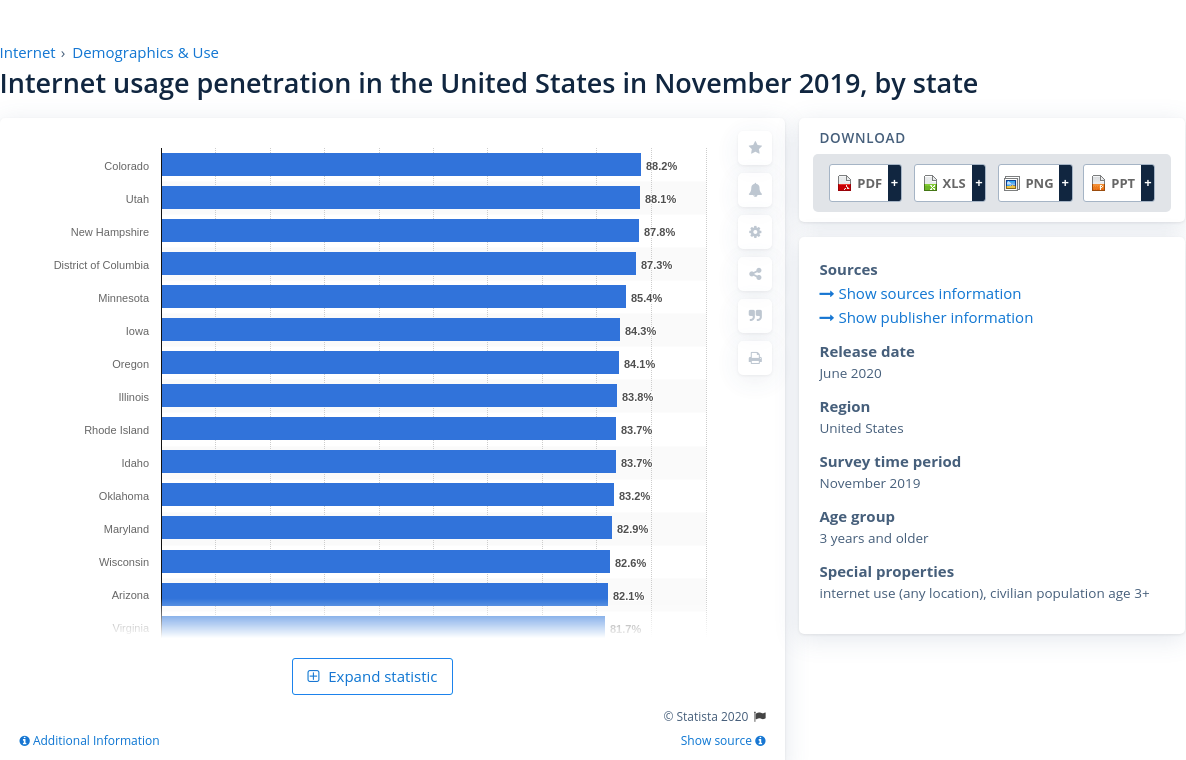 Internet › Demographics & Use
Internet usage penetration in the United States in November 2019, by state
Colorado 88.2%
Utah 88.1%
New Hampshire 87.8%
District of Columbia 87.3%
Minnesota 85.4%
Iowa 84.3%
Oregon 84.1%
Illinois 83.8%
Rhode Island 83.7%
Idaho 83.7%
Oklahoma 83.2%
Maryland 82.9%
Wisconsin 82.6%
Arizona 82.1%
Virginia 81.7%
Expand statistic
© Statista 2020
Additional Information
Show source
DOWNLOAD
PDF + XLS + PNG + PPT +
Sources
Show sources information
Show publisher information
Release date
June 2020
Region
United States
Survey time period
November 2019
Age group
3 years and older
Special properties
internet use (any location), civilian population age 3+